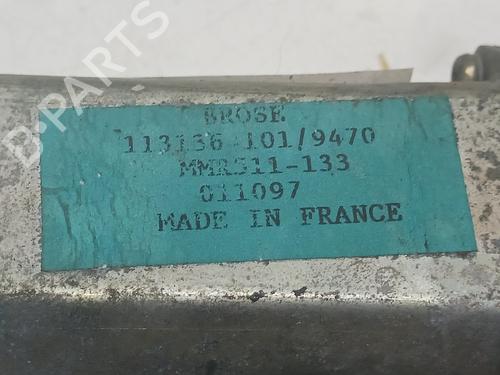 B-PARTS
BROSE
113136 101/9470
MMR511-133
011097
MADE IN FRANCE